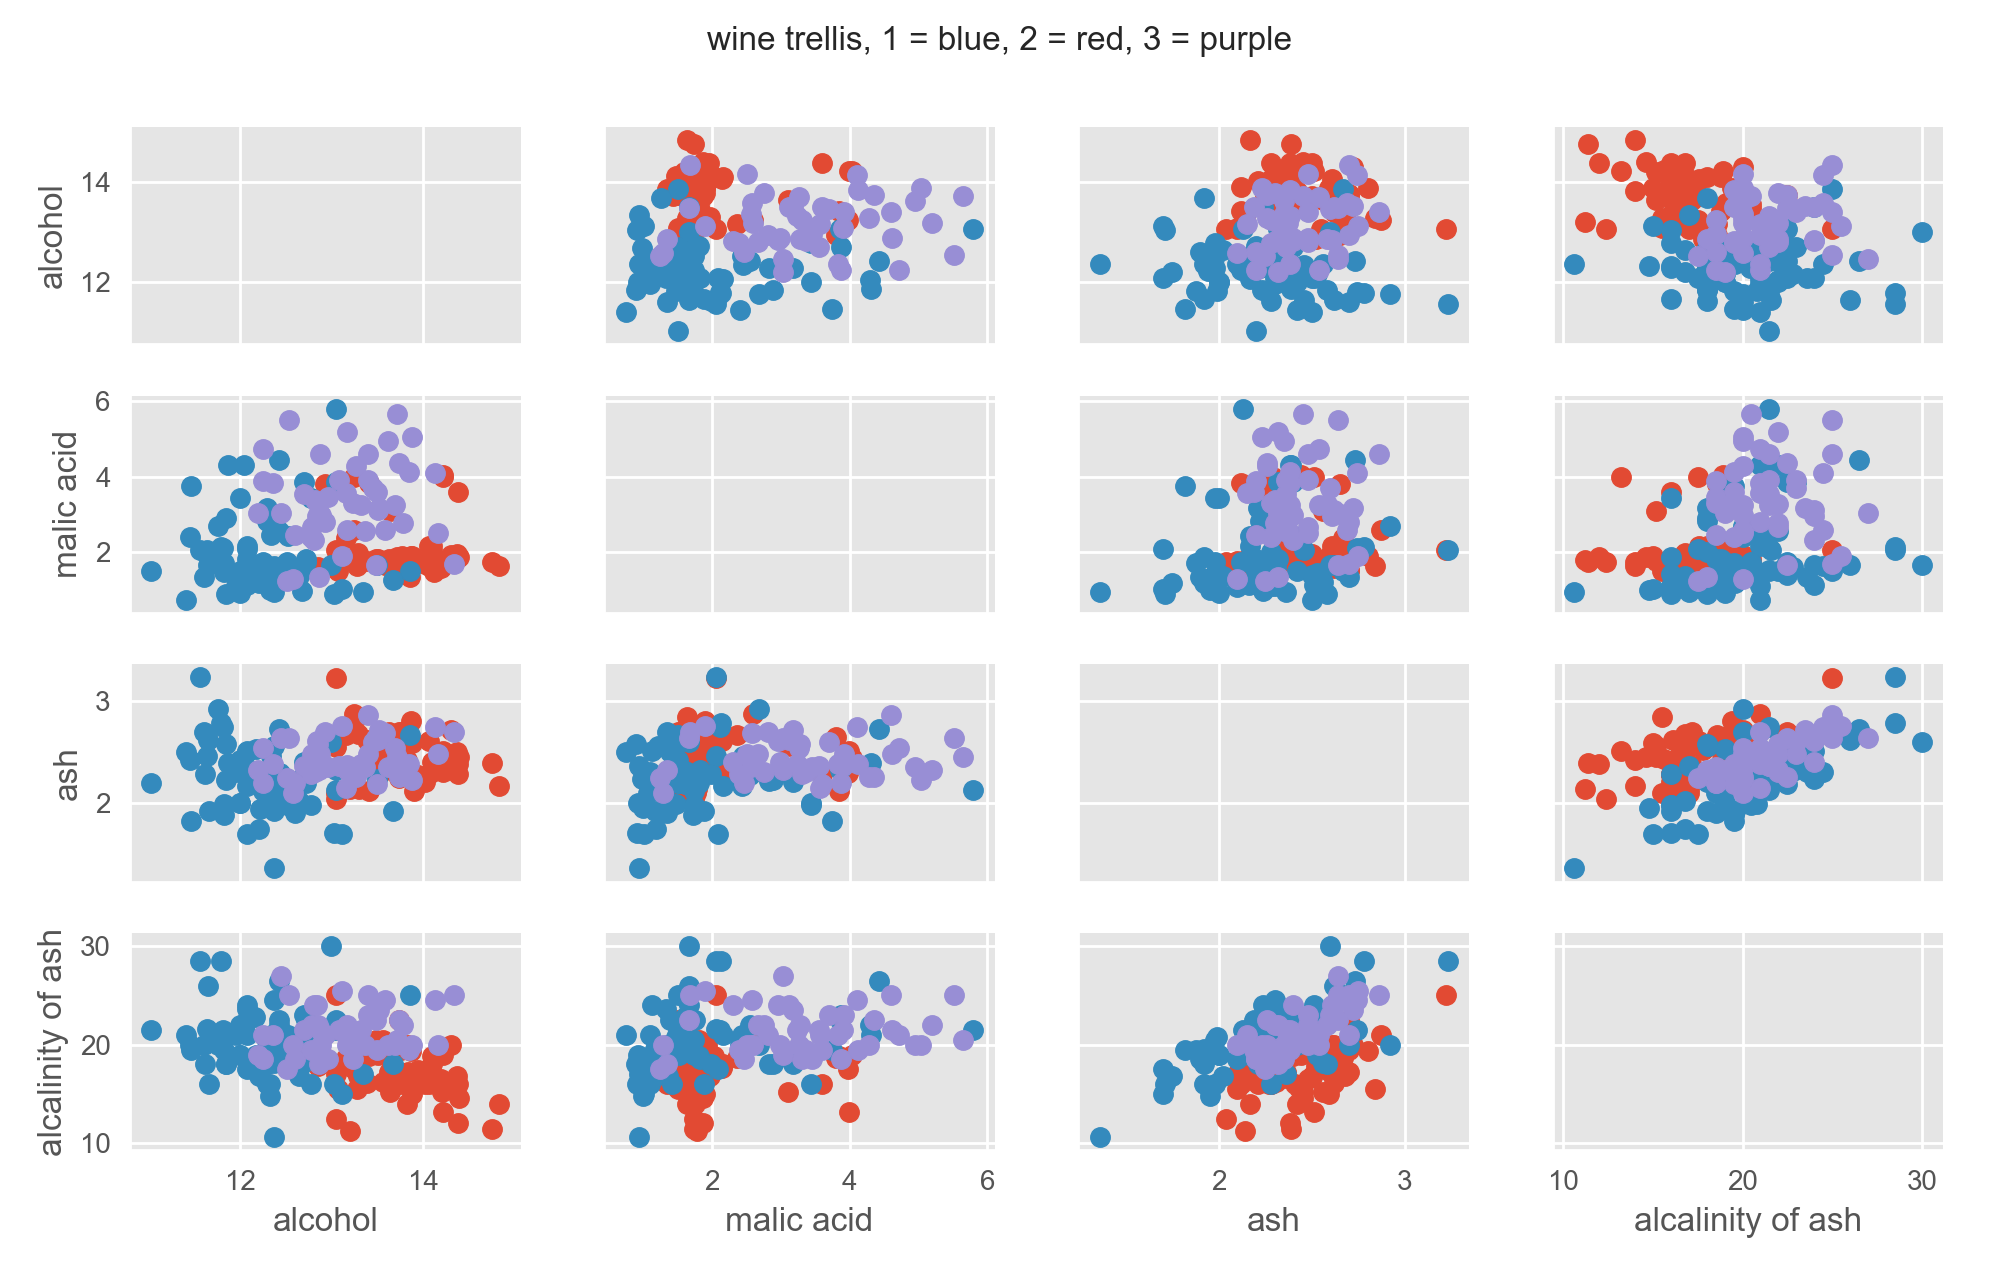 wine trellis, 1 = blue, 2 = red, 3 = purple
alcohol
14
12
malic acid
6
4
2
ash
3
2
alcalinity of ash
30
20
10
12 14
2 4 6
2 3
10 20 30
alcohol
malic acid
ash
alcalinity of ash